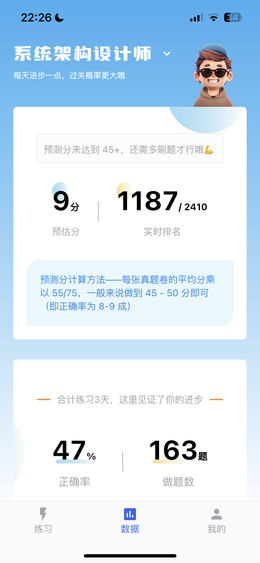 22:26
34
系统架构设计师
每天进步一点，过关概率更大哦
预测分未达到 45+，还需多刷题才行哦💪
9分
1187/ 2410
预估分
实时排名
预测分计算方法——每张真题卷的平均分乘
以 55/75，一般来说做到 45 - 50 分即可
（即正确率为 8-9 成）
合计练习3天，这里见证了你的进步
47%
163题
正确率
做题数
练习
数据
我的